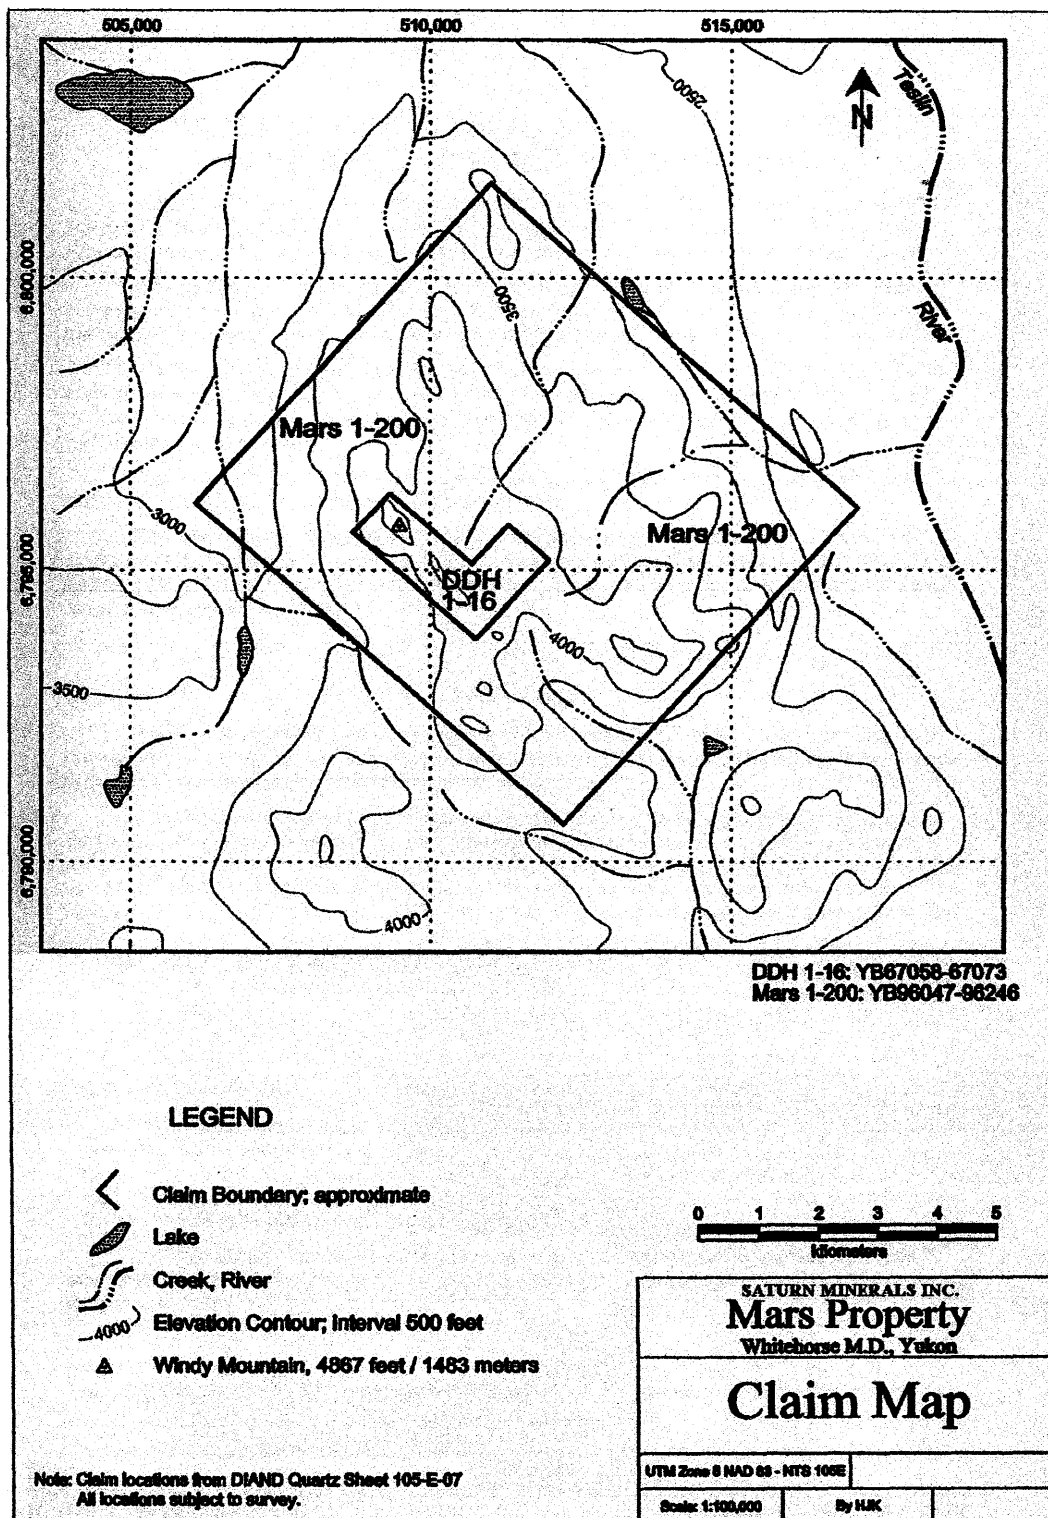 505,000 510,000 515,000
2500
Teslin
N
6,800,000
3500
River
Mars 1-200
3000
Mars 1-200
6,795,000
DDH
1-16
4000
3500
6,790,000
4000
DDH 1-16: YB67058-67073
Mars 1-200: YB96047-96246
LEGEND
Claim Boundary; approximate
Lake
Creek, River
4000 Elevation Contour; interval 500 feet
Windy Mountain, 4867 feet / 1483 meters
0 1 2 3 4 5
kilometers
SATURN MINERALS INC.
Mars Property
Whitehorse M.D., Yukon
Claim Map
UTM Zone 8 NAD 83 - NTS 105E
Scale: 1:100,000 By HJK
Note: Claim locations from DIAND Quartz Sheet 105-E-07
All locations subject to survey.